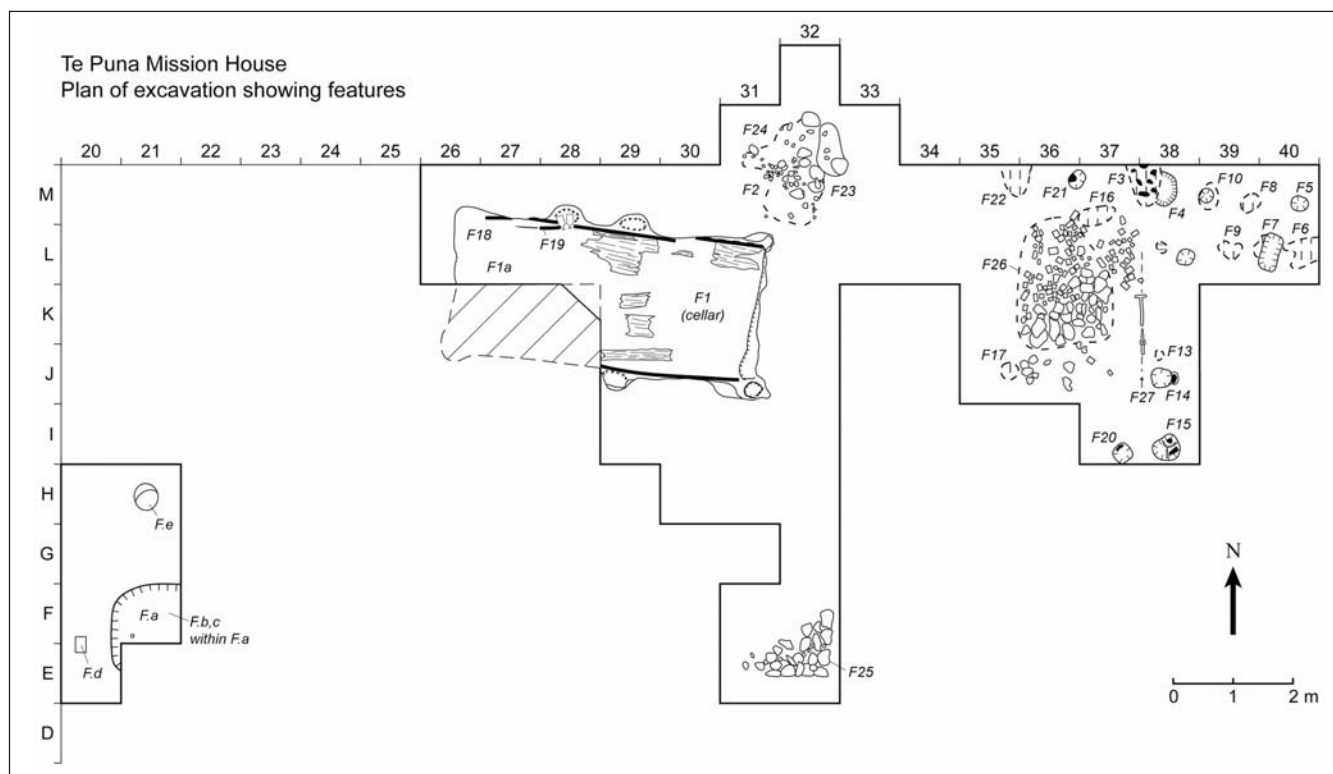 Te Puna Mission House
Plan of excavation showing features
32
31
33
20 21 22 23 24 25 26 27 28 29 30
34 35 36 37 38 39 40
M
L
K
J
I
H
G
F
E
D
F24
F2
F23
F22
F21
F16
F3
F4
F10
F8
F5
F18
F19
F1a
F1
(cellar)
F26
F9
F7
F6
F17
F13
F27
F14
F20
F15
F.e
F.a
F.b,c
within F.a
F.d
F25
N
0 1 2 m